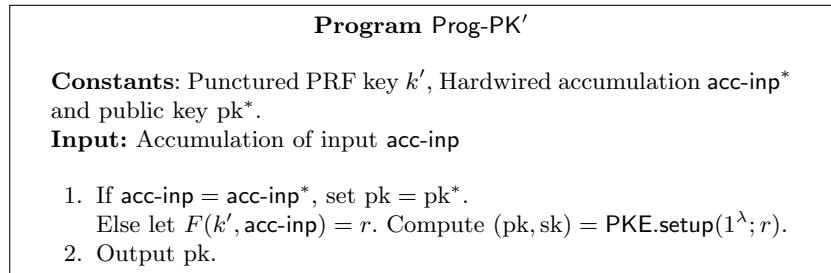 Program Prog-PK′
Constants: Punctured PRF key k′, Hardwired accumulation acc-inp*
and public key pk*.
Input: Accumulation of input acc-inp
1. If acc-inp = acc-inp*, set pk = pk*.
Else let F(k′, acc-inp) = r. Compute (pk, sk) = PKE.setup(1^λ; r).
2. Output pk.